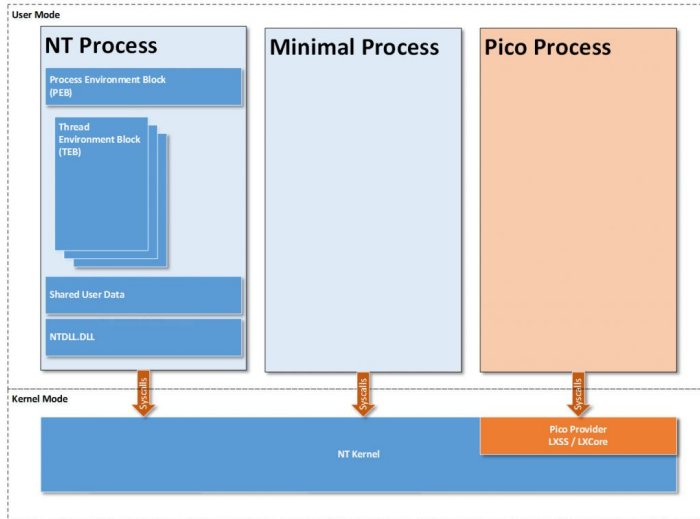 User Mode
NT Process
Process Environment Block
(PEB)
Thread
Environment Block
(TEB)
Shared User Data
NTDLL.DLL
Minimal Process
Pico Process
Syscalls
Syscalls
Syscalls
Kernel Mode
NT Kernel
Pico Provider
LXSS / LXCore